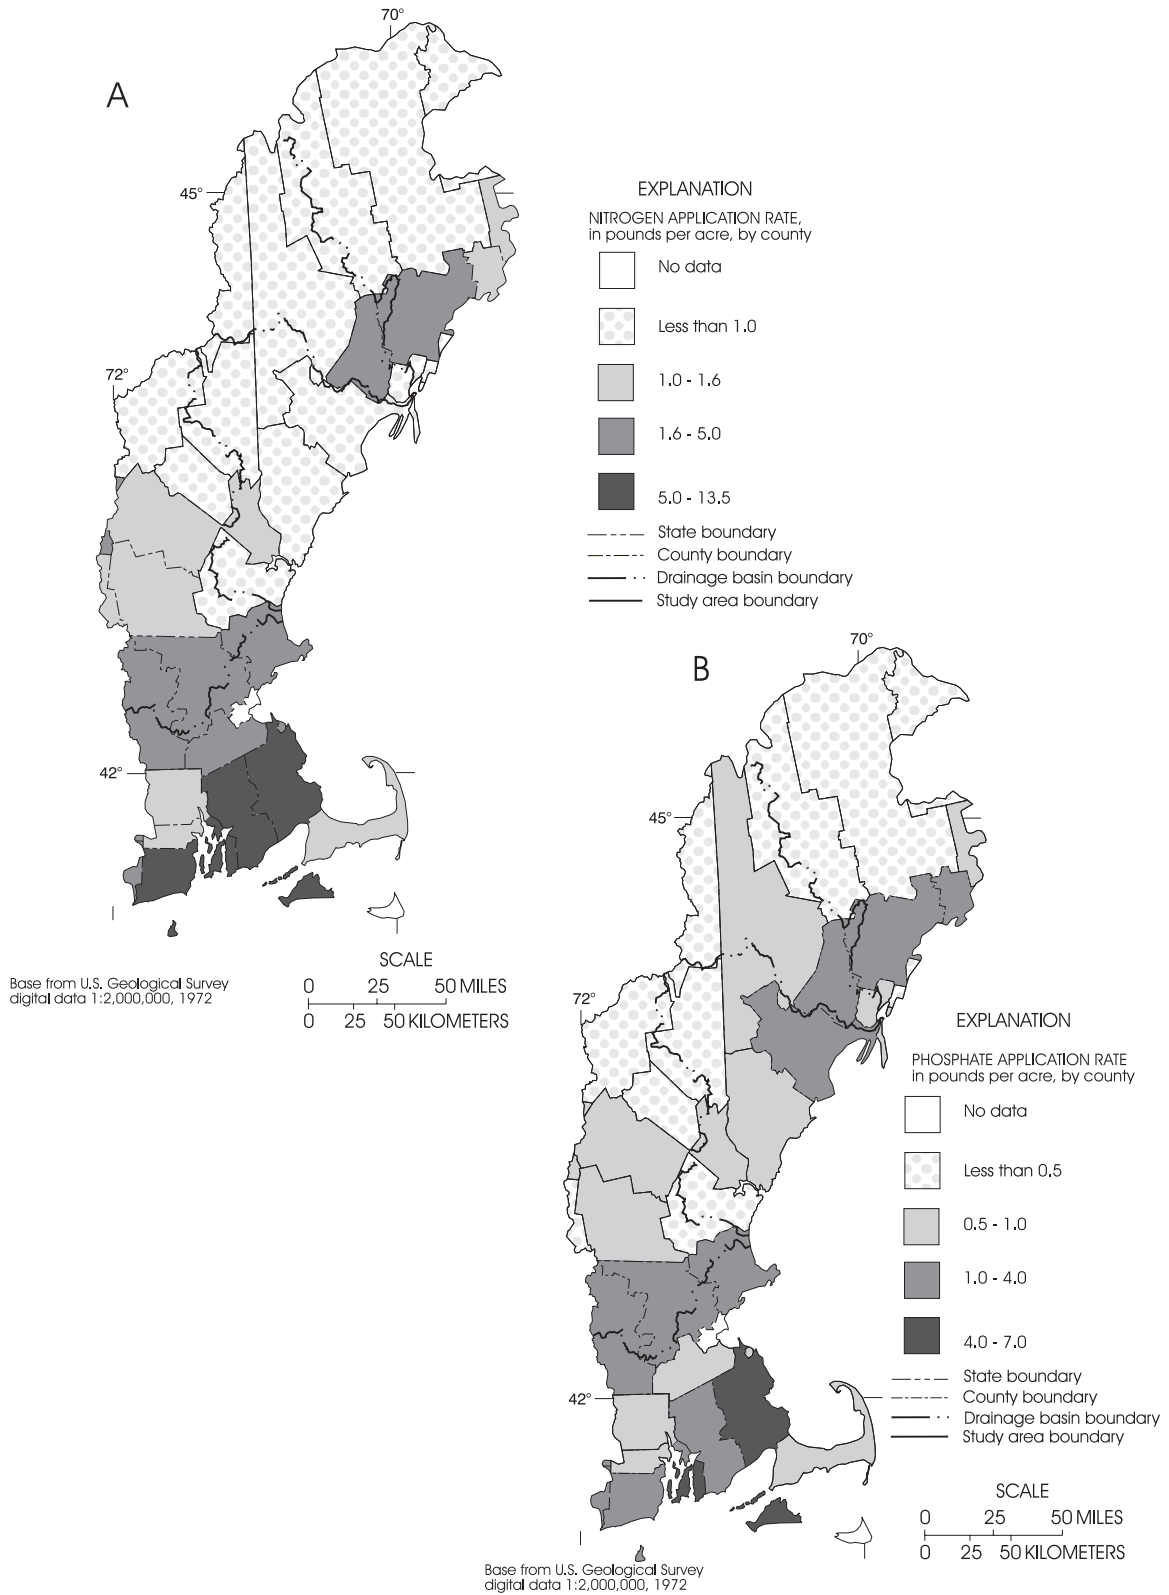 70°
A
45°
EXPLANATION
NITROGEN APPLICATION RATE,
in pounds per acre, by county
No data
Less than 1.0
72°
1.0 - 1.6
1.6 - 5.0
5.0 - 13.5
State boundary
County boundary
Drainage basin boundary
Study area boundary
42°
SCALE
0 25 50 MILES
0 25 50 KILOMETERS
Base from U.S. Geological Survey
digital data 1:2,000,000, 1972
70°
B
45°
72°
EXPLANATION
PHOSPHATE APPLICATION RATE
in pounds per acre, by county
No data
Less than 0.5
0.5 - 1.0
1.0 - 4.0
4.0 - 7.0
State boundary
County boundary
Drainage basin boundary
Study area boundary
42°
SCALE
0 25 50 MILES
0 25 50 KILOMETERS
Base from U.S. Geological Survey
digital data 1:2,000,000, 1972